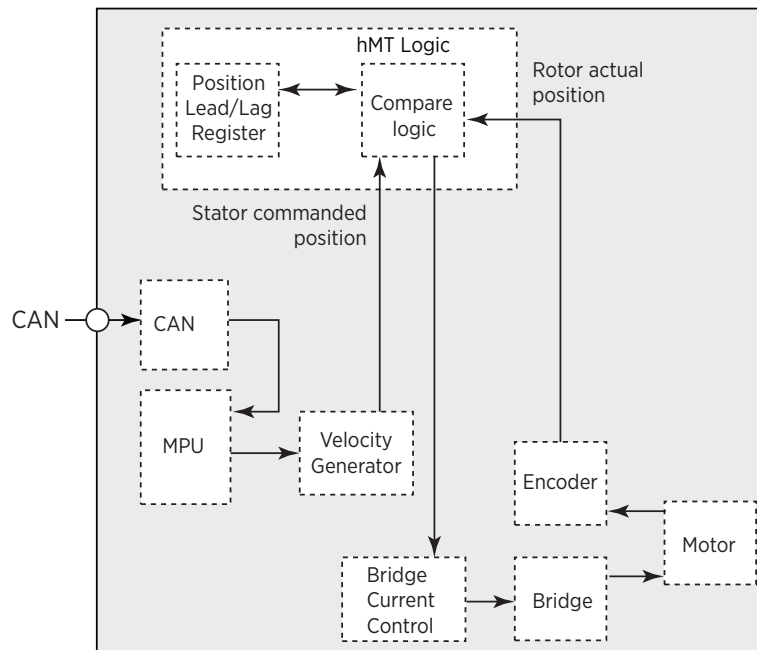 hMT Logic
Position
Lead/Lag
Register
Compare
logic
Rotor actual
position
Stator commanded
position
CAN
CAN
MPU
Velocity
Generator
Encoder
Motor
Bridge
Current
Control
Bridge